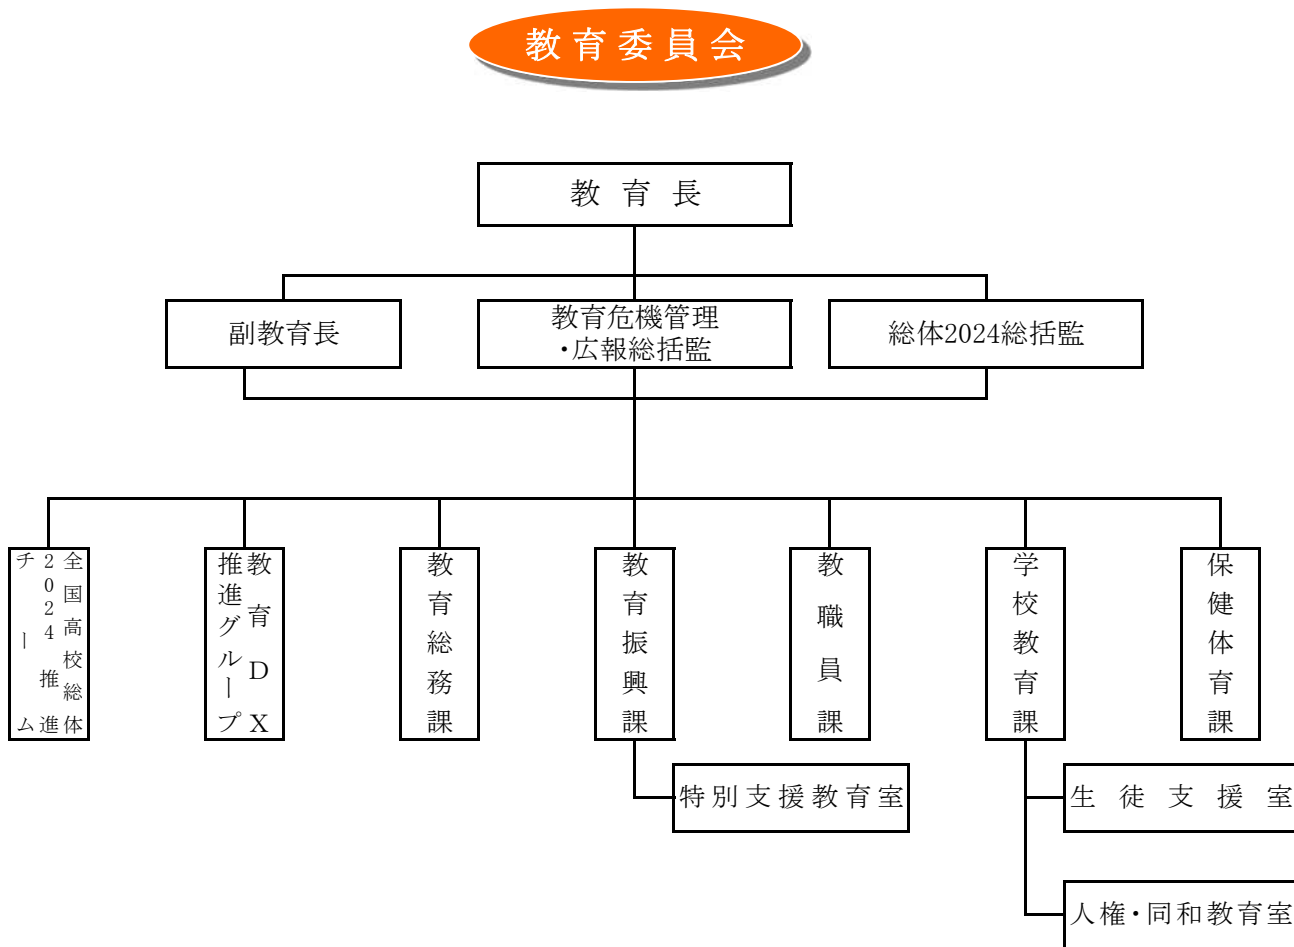 教育委員会
教育長
副教育長
教育危機管理
・広報総括監
総体2024総括監
全国高校総体
2024推進
チーム
教育DX
推進グループ
教育総務課
教育振興課
教職員課
学校教育課
保健体育課
特別支援教育室
生徒支援室
人権・同和教育室